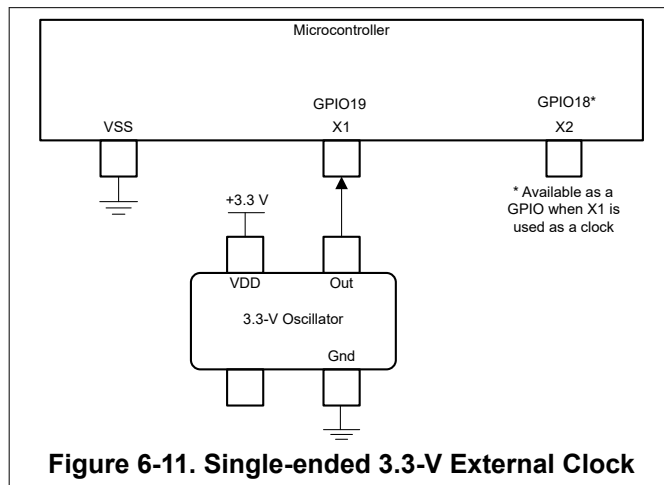 Microcontroller
GPIO19
GPIO18*
VSS
X1
X2
* Available as a
GPIO when X1 is
used as a clock
+3.3 V
VDD
Out
3.3-V Oscillator
Gnd
Figure 6-11. Single-ended 3.3-V External Clock